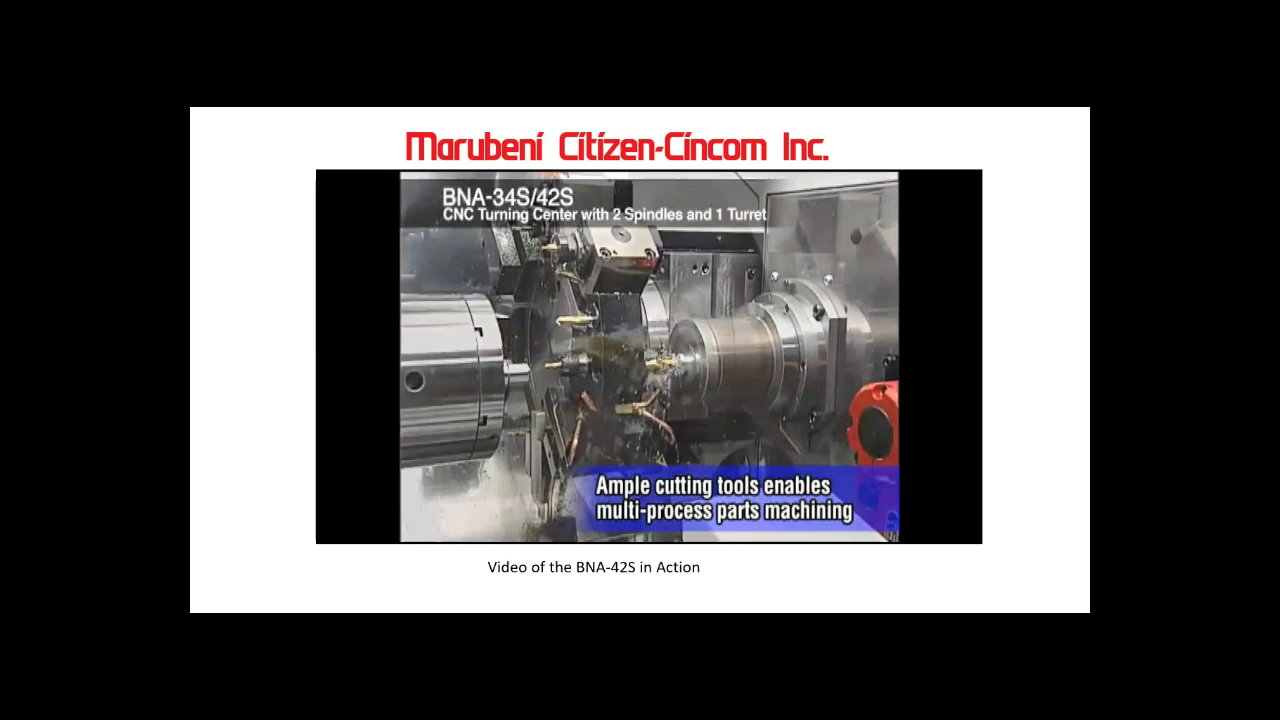 Marubeni Citizen-Cincom Inc.
BNA-34S/42S
CNC Turning Center with 2 Spindles and 1 Turret
Ample cutting tools enables
multi-process parts machining
Video of the BNA-42S in Action